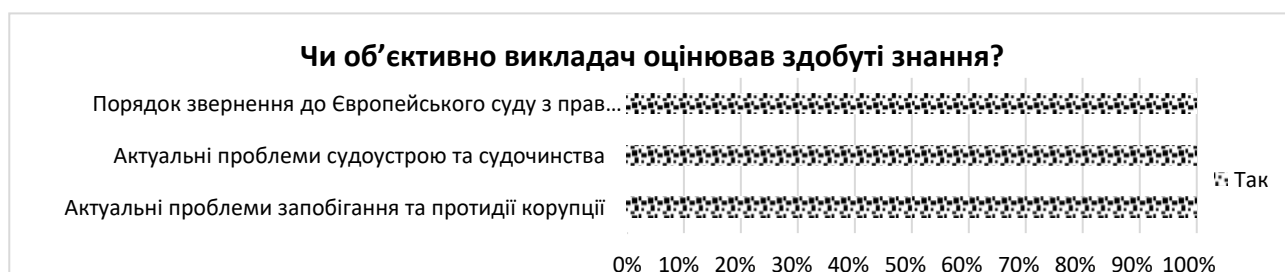 Чи об’єктивно викладач оцінював здобуті знання?
Порядок звернення до Європейського суду з прав…
Актуальні проблеми судоустрою та судочинства
Так
Актуальні проблеми запобігання та протидії корупції
0% 10% 20% 30% 40% 50% 60% 70% 80% 90% 100%